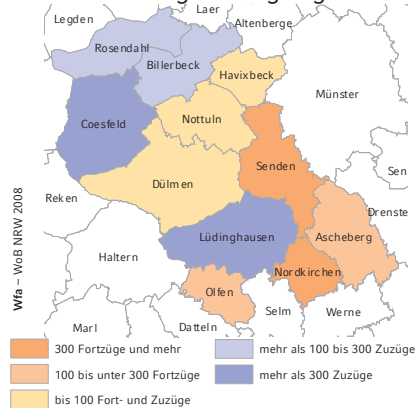 Legden
Laer
Altenberge
Rosendahl
Billerbeck
Havixbeck
Münster
Coesfeld
Nottuln
Senden
Sen
Dülmen
Reken
Drenste
Lüdinghausen
Ascheberg
Haltern
Nordkirchen
Olfen
Selm
Werne
Marl
Datteln
Wfa – WoB NRW 2008
300 Fortzüge und mehr
100 bis unter 300 Fortzüge
bis 100 Fort- und Zuzüge
mehr als 100 bis 300 Zuzüge
mehr als 300 Zuzüge